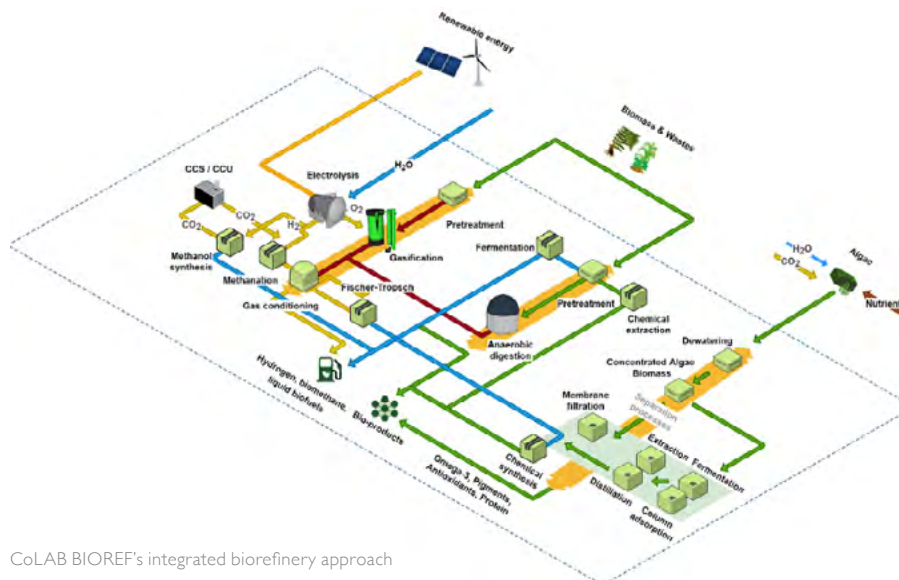 Renewable energy
Biomass & Wastes
CCS / CCU
Electrolysis
H₂O
CO₂
CO₂
H₂
O₂
Pretreatment
Methanol
synthesis
Methanation
Gasification
Fermentation
H₂O
CO₂
Algae
Nutrient
Gas conditioning
Fischer-Tropsch
Pretreatment
Chemical
extraction
Anaerobic
digestion
Dewatering
Concentrated Algae
Biomass
Hydrogen, biomethane,
liquid biofuels
Bio-products
Membrane
filtration
Separation
processes
Extraction
Fermentation
Chemical
synthesis
Distillation
Column
adsorption
Omega-3, Pigments,
Antioxidants, Protein
CoLAB BIOREF's integrated biorefinery approach